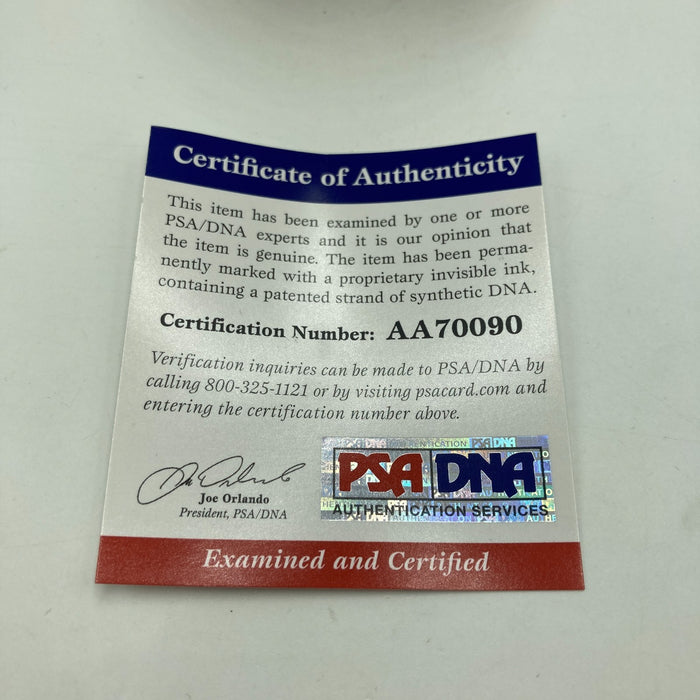 Certificate of Authenticity
This item has been examined by one or more
PSA/DNA experts and it is our opinion that
the item is genuine. The item has been perma-
nently marked with a proprietary invisible ink,
containing a patented strand of synthetic DNA.
Certification Number: AA70090
Verification inquiries can be made to PSA/DNA by
calling 800-325-1121 or by visiting psacard.com and
entering the certification number above.
Joe Orlando
President, PSA/DNA
PSA DNA
AUTHENTICATION SERVICES
Examined and Certified